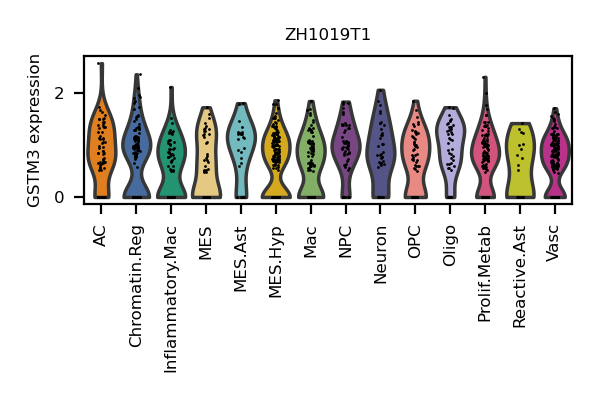 ZH1019T1
GSTM3 expression
2
0
AC
Chromatin.Reg
Inflammatory.Mac
MES
MES.Ast
MES.Hyp
Mac
NPC
Neuron
OPC
Oligo
Prolif.Metab
Reactive.Ast
Vasc